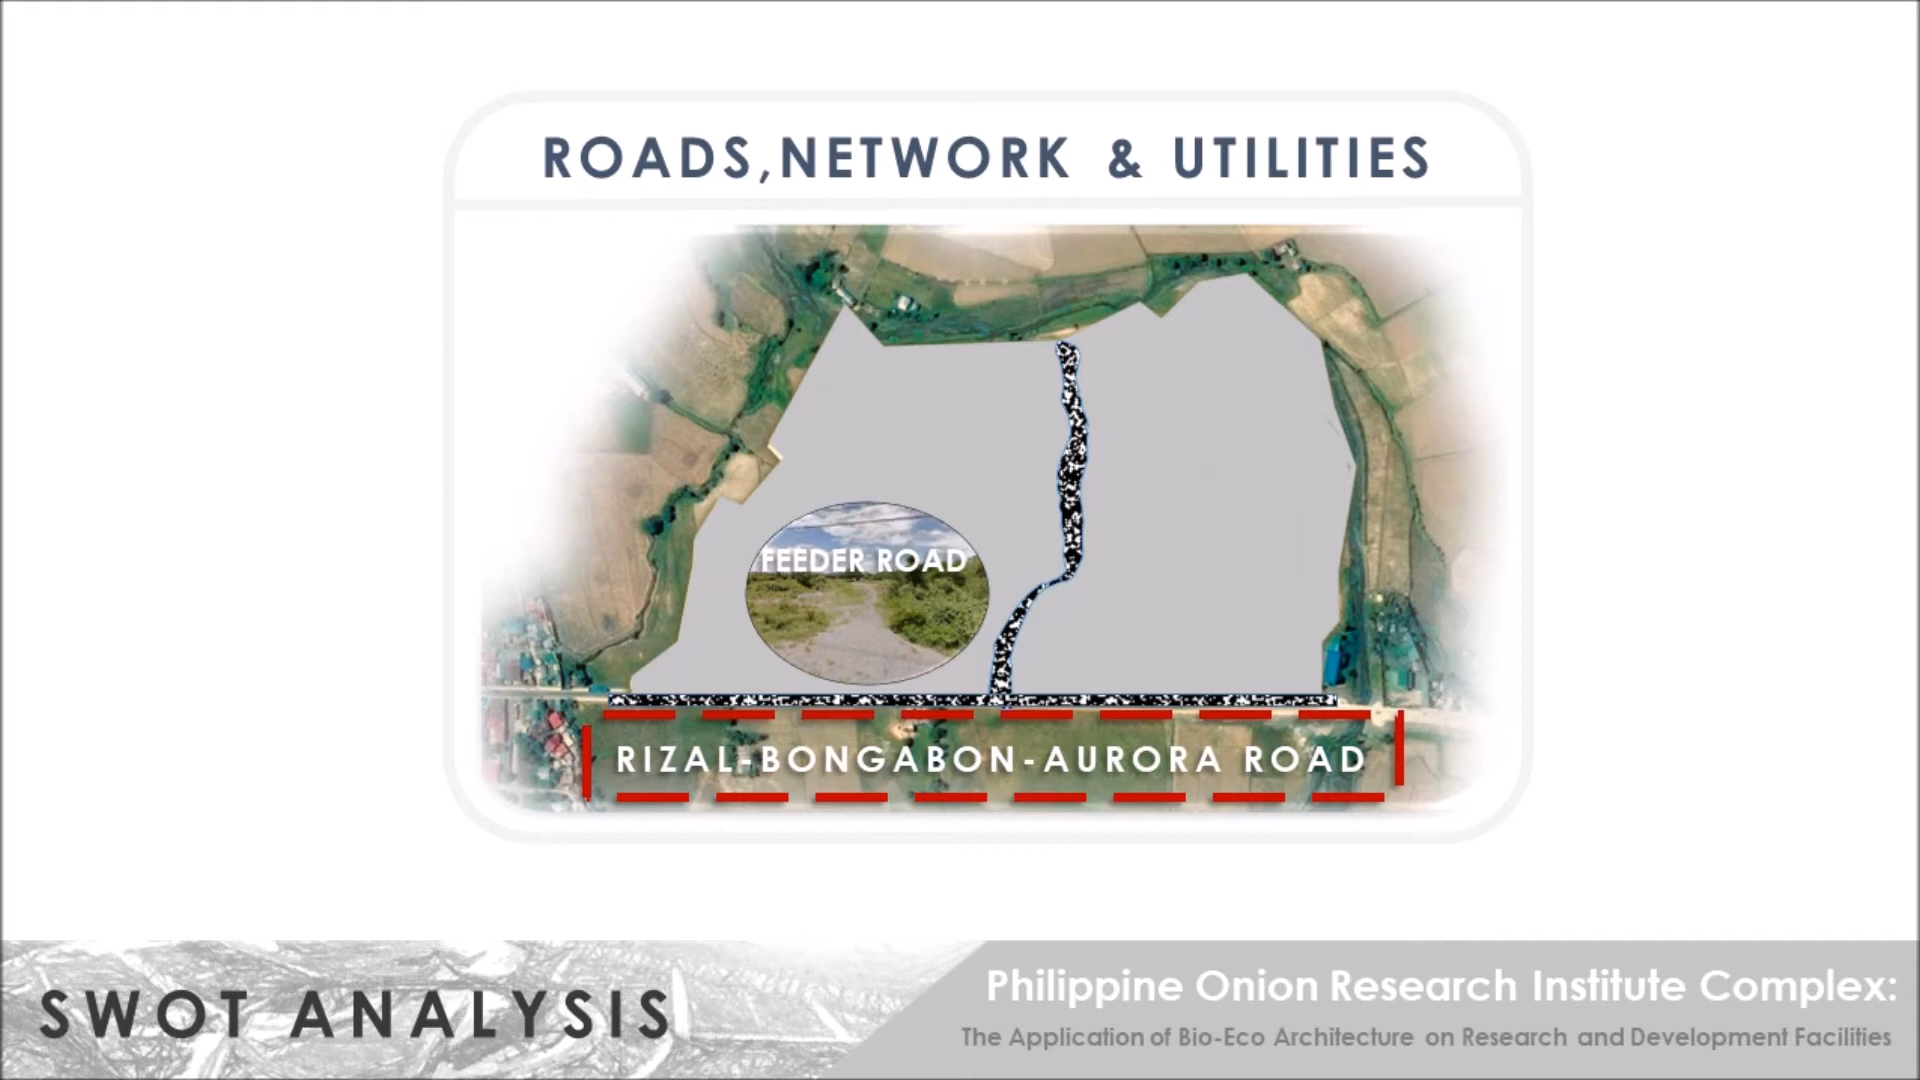 ROADS,NETWORK & UTILITIES
FEEDER ROAD
RIZAL-BONGABON-AURORA ROAD
SWOT ANALYSIS
Philippine Onion Research Institute Complex:
The Application of Bio-Eco Architecture on Research and Development Facilities